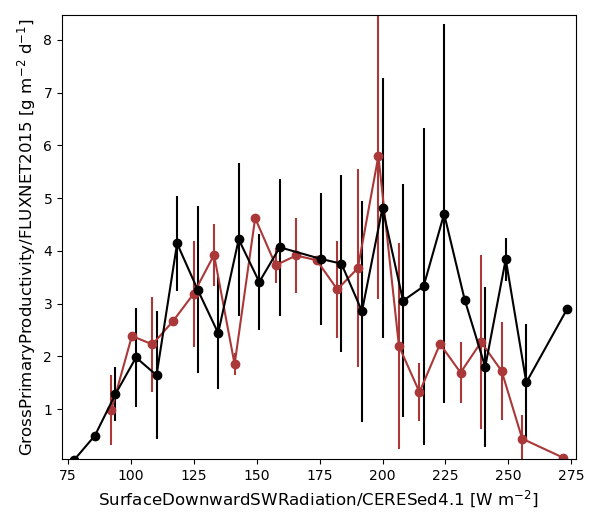 GrossPrimaryProductivity/FLUXNET2015 [g m⁻² d⁻¹]
8
7
6
5
4
3
2
1
75 100 125 150 175 200 225 250 275
SurfaceDownwardSWRadiation/CERESed4.1 [W m⁻²]